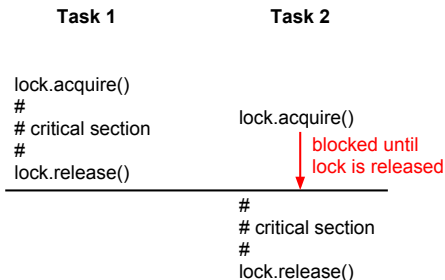 Task 1
Task 2
lock.acquire()
#
# critical section
#
lock.release()
lock.acquire()
blocked until
lock is released
#
# critical section
#
lock.release()